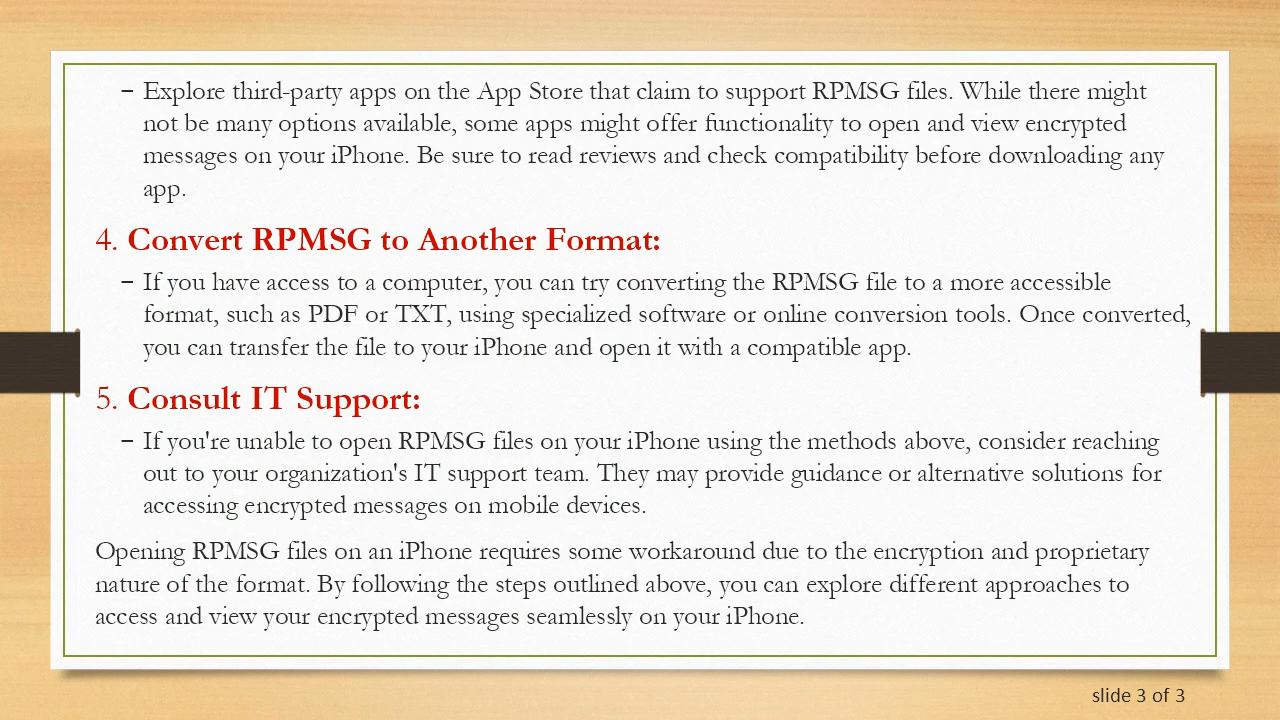 – Explore third-party apps on the App Store that claim to support RPMSG files. While there might
not be many options available, some apps might offer functionality to open and view encrypted
messages on your iPhone. Be sure to read reviews and check compatibility before downloading any
app.
4. Convert RPMSG to Another Format:
– If you have access to a computer, you can try converting the RPMSG file to a more accessible
format, such as PDF or TXT, using specialized software or online conversion tools. Once converted,
you can transfer the file to your iPhone and open it with a compatible app.
5. Consult IT Support:
– If you're unable to open RPMSG files on your iPhone using the methods above, consider reaching
out to your organization's IT support team. They may provide guidance or alternative solutions for
accessing encrypted messages on mobile devices.
Opening RPMSG files on an iPhone requires some workaround due to the encryption and proprietary
nature of the format. By following the steps outlined above, you can explore different approaches to
access and view your encrypted messages seamlessly on your iPhone.
slide 3 of 3